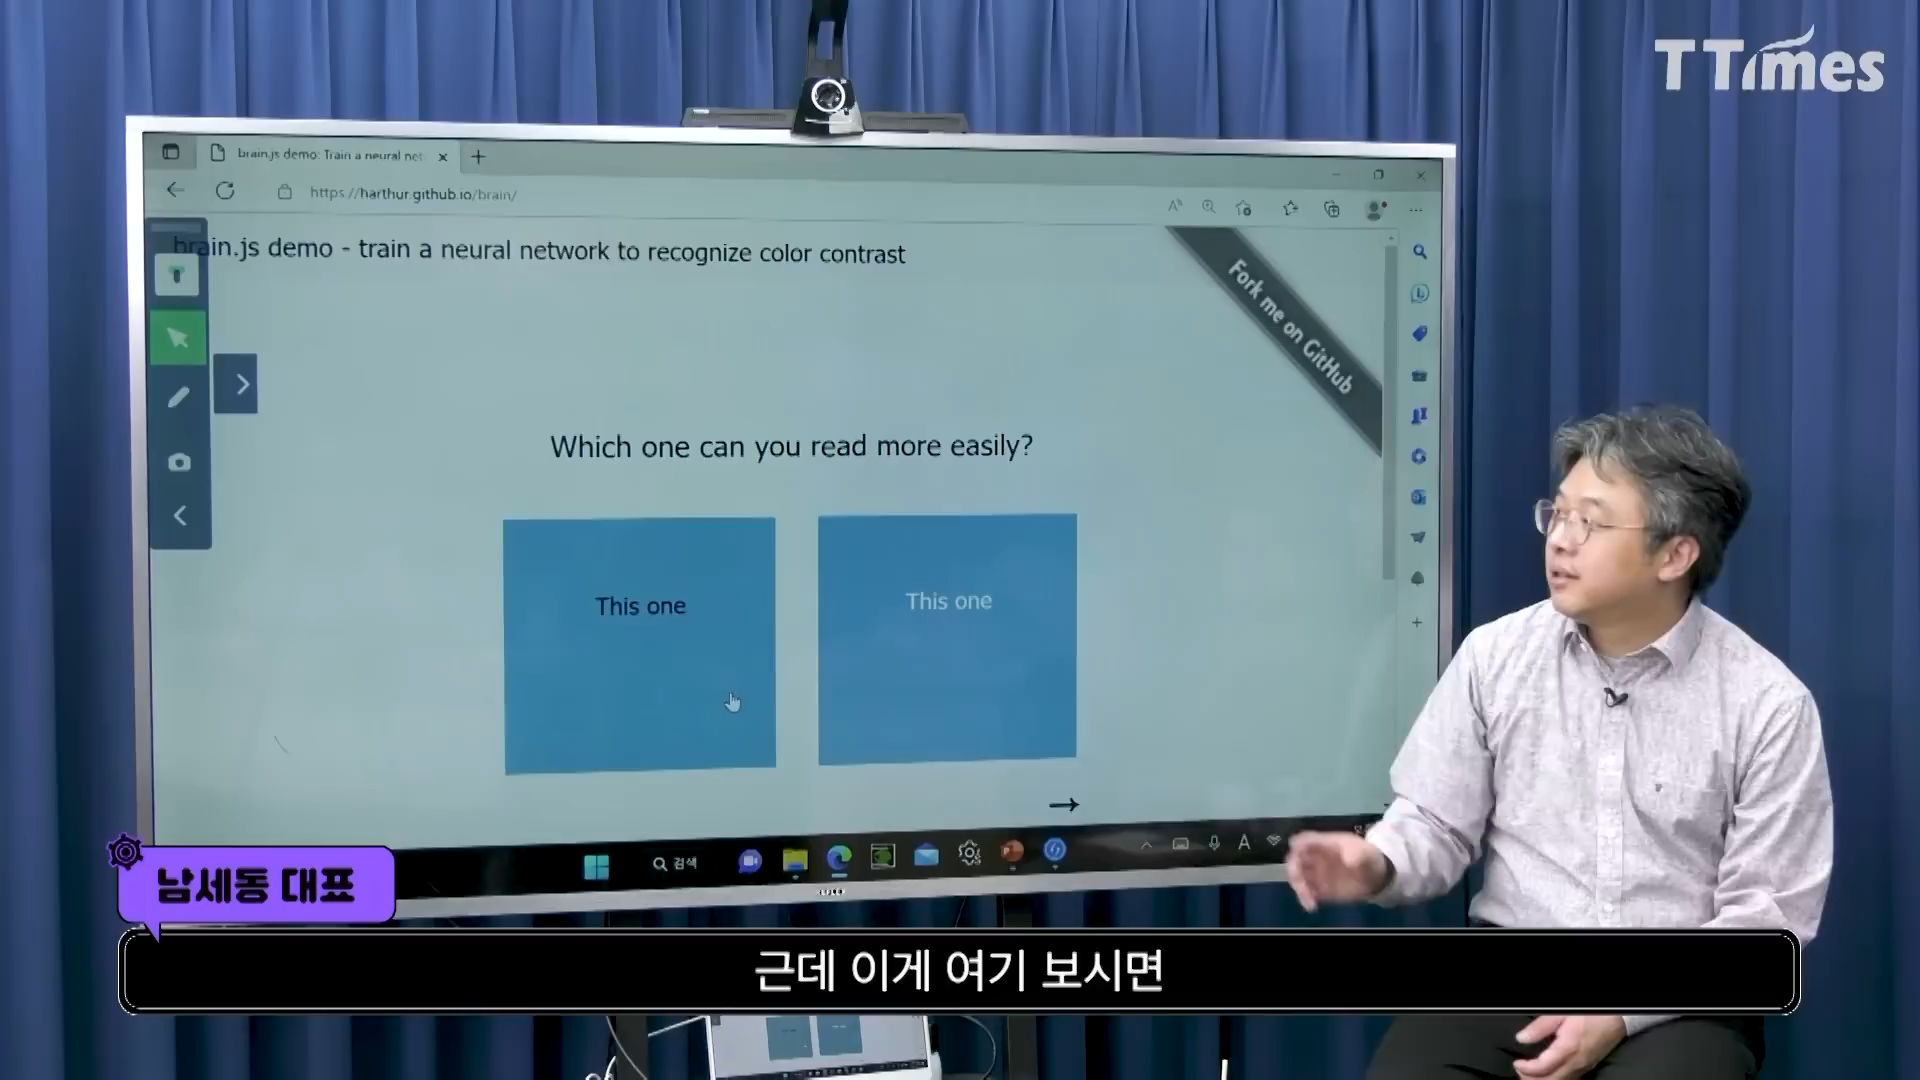 TTimes
brain.js demo: Train a neural net
https://harthur.github.io/brain/
brain.js demo - train a neural network to recognize color contrast
Fork me on GitHub
Which one can you read more easily?
This one
This one
→
검색
A
남세동 대표
근데 이게 여기 보시면